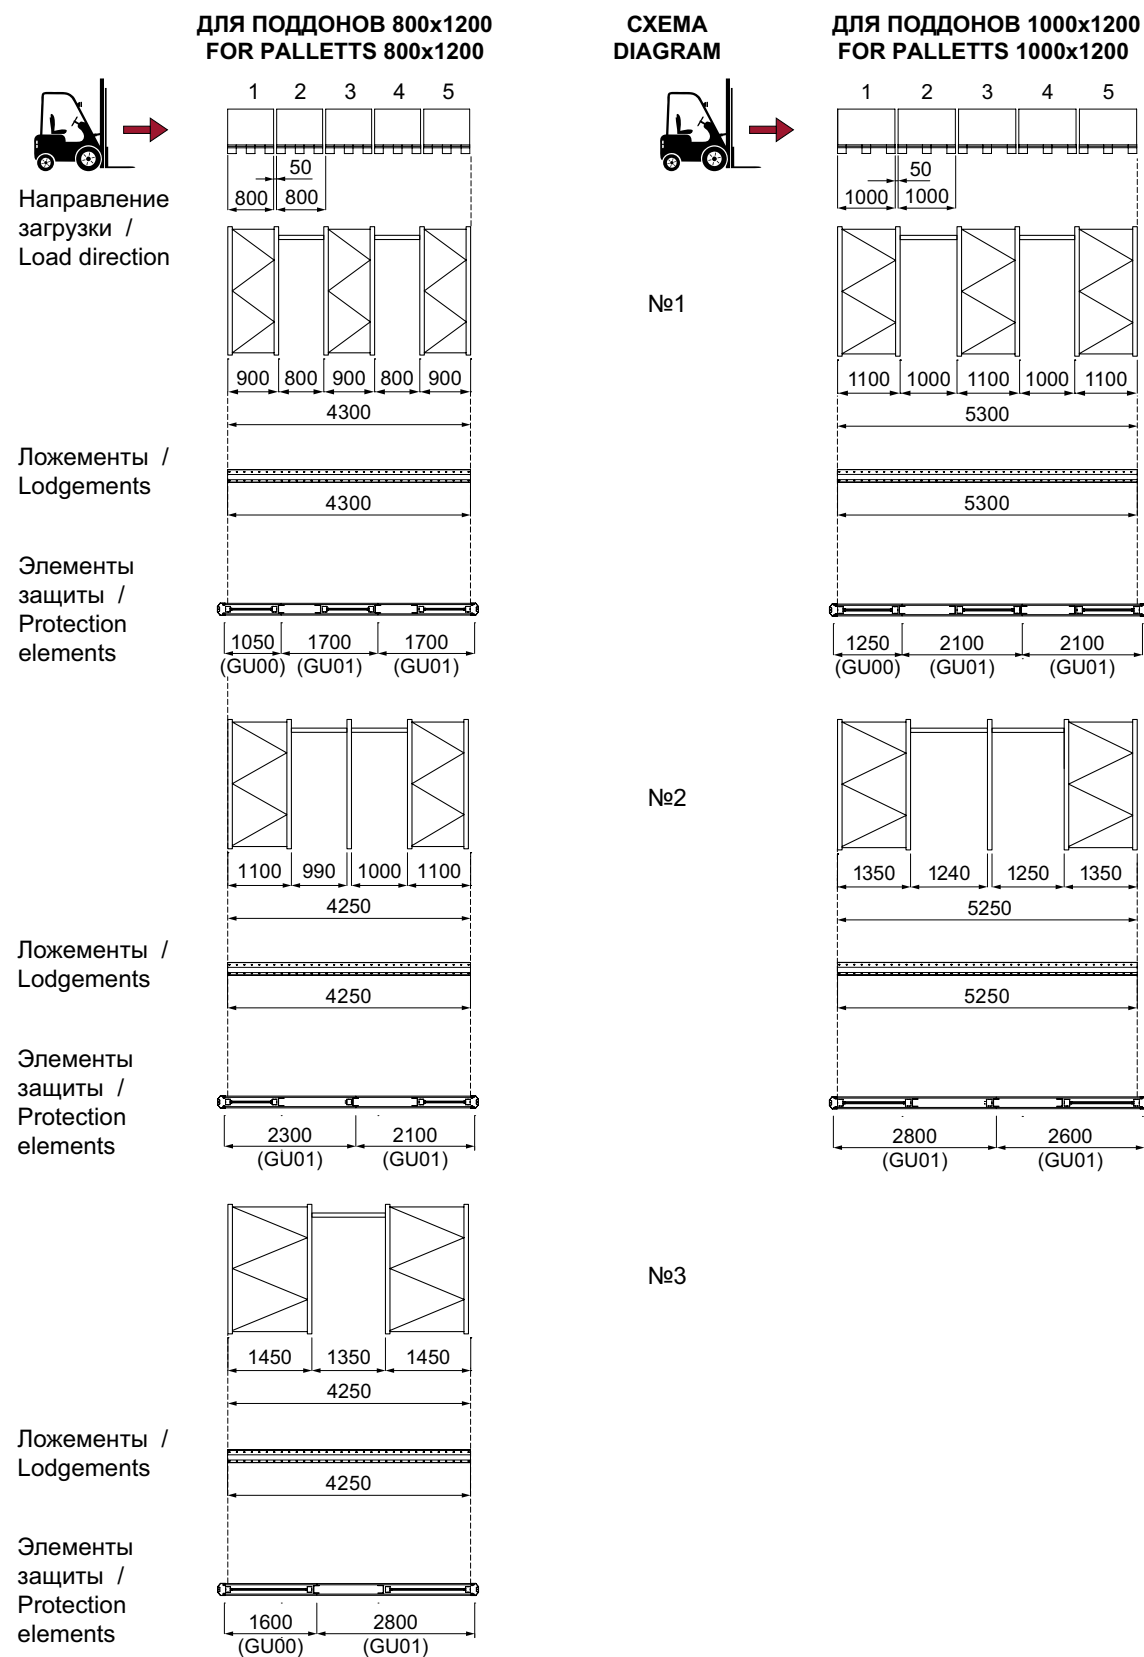 ДЛЯ ПОДДОНОВ 800x1200
FOR PALLETTS 800x1200
СХЕМА
DIAGRAM
ДЛЯ ПОДДОНОВ 1000x1200
FOR PALLETTS 1000x1200
1 2 3 4 5
1 2 3 4 5
50
800 800
50
1000 1000
Направление
загрузки /
Load direction
№1
900 800 900 800 900
4300
1100 1000 1100 1000 1100
5300
Ложементы /
Lodgements
4300
5300
Элементы
защиты /
Protection
elements
1050 1700 1700
(GU00) (GU01) (GU01)
1250 2100 2100
(GU00) (GU01) (GU01)
№2
1100 990 1000 1100
4250
1350 1240 1250 1350
5250
Ложементы /
Lodgements
4250
5250
Элементы
защиты /
Protection
elements
2300 2100
(GU01) (GU01)
2800 2600
(GU01) (GU01)
№3
1450 1350 1450
4250
Ложементы /
Lodgements
4250
Элементы
защиты /
Protection
elements
1600 2800
(GU00) (GU01)